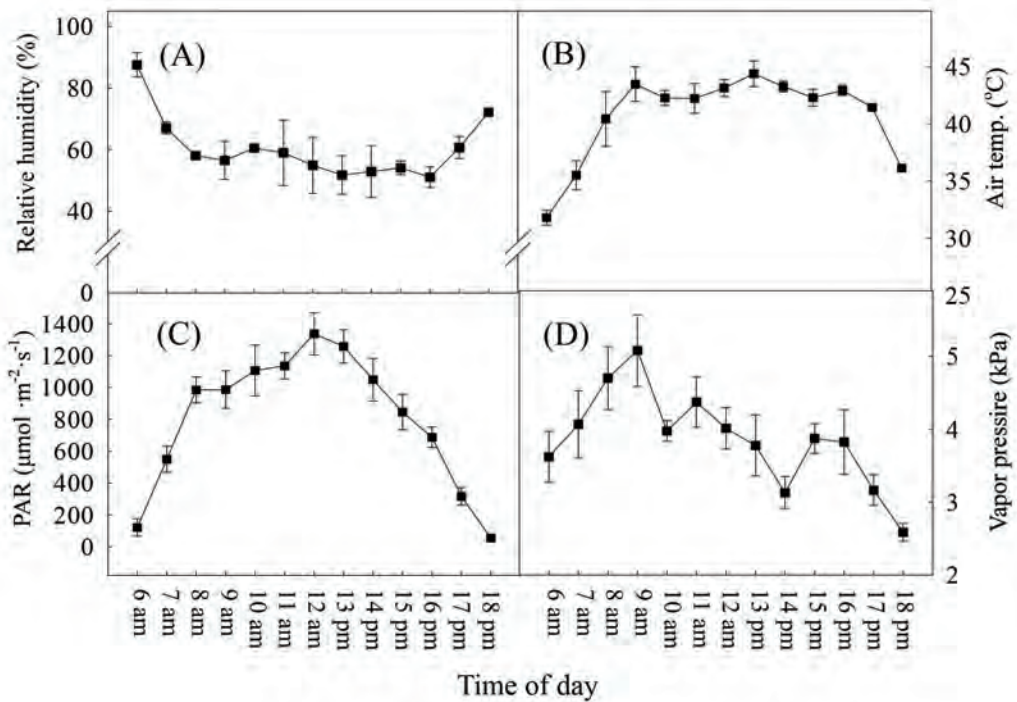 100
80
60
40
0
Relative humidity (%)
(A)
(B)
45
40
35
30
25
Air temp. (°C)
1400
1200
1000
800
600
400
200
0
PAR (μmol ·m⁻²·s⁻¹)
(C)
(D)
5
4
3
2
Vapor pressire (kPa)
6 am
7 am
8 am
9 am
10 am
11 am
12 am
13 pm
14 pm
15 pm
16 pm
17 pm
18 pm
6 am
7 am
8 am
9 am
10 am
11 am
12 am
13 pm
14 pm
15 pm
16 pm
17 pm
18 pm
Time of day